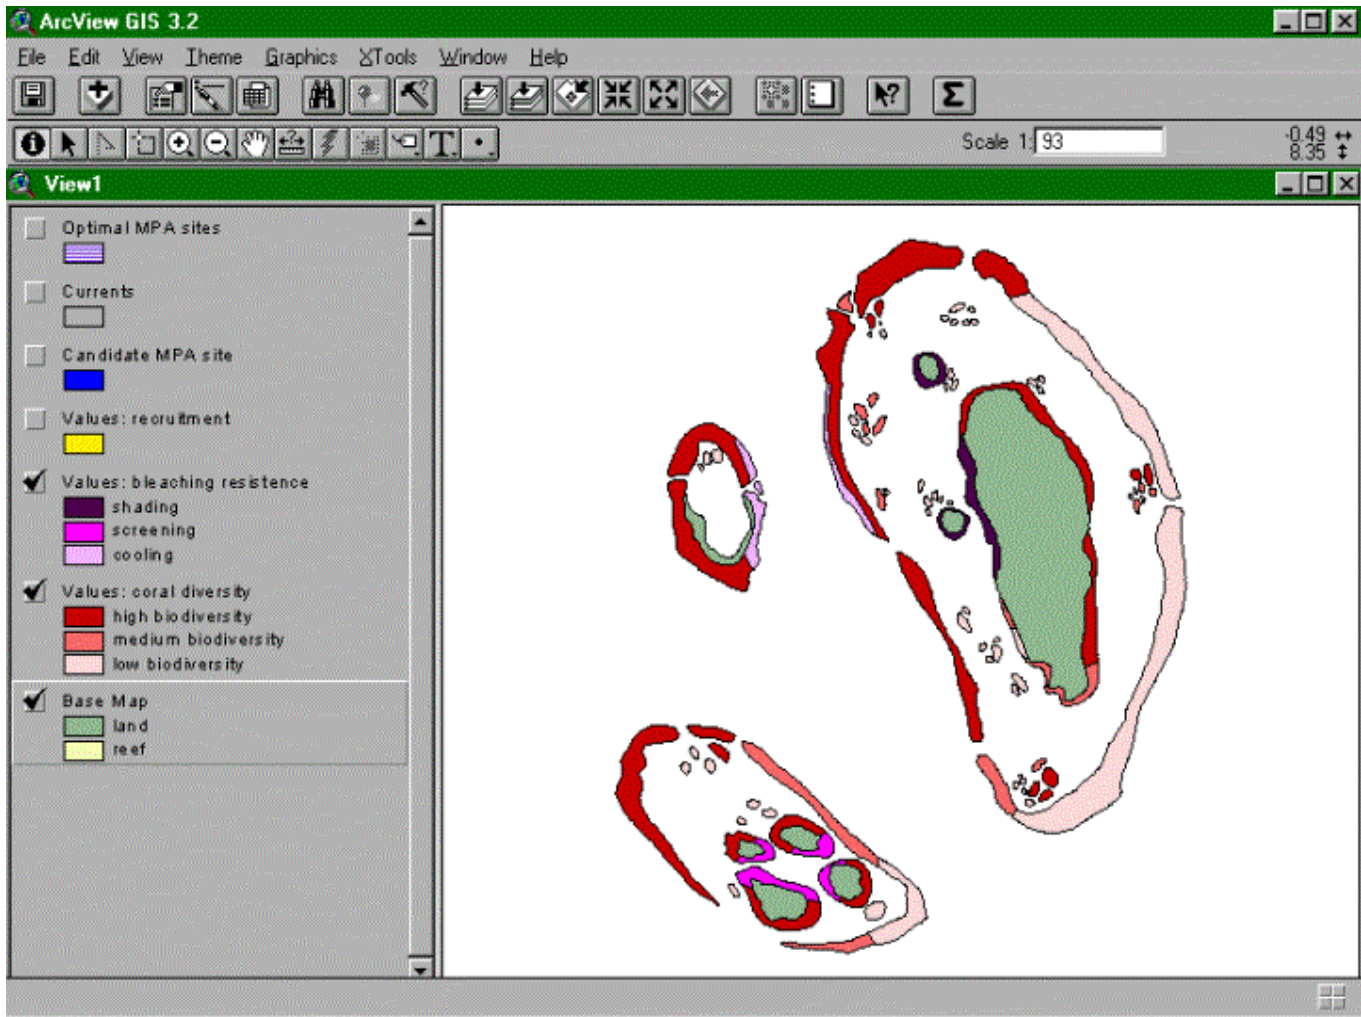 ArcView GIS 3.2
File Edit View Theme Graphics XTools Window Help
Scale 1: 93
-0.49
8.35
View1
Optimal MPA sites
Currents
Candidate MPA site
Values: recruitment
Values: bleaching resistence
shading
screening
cooling
Values: coral diversity
high biodiversity
medium biodiversity
low biodiversity
Base Map
land
reef